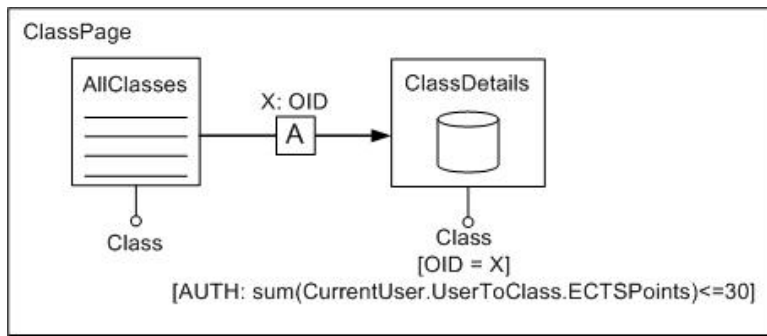 ClassPage
AllClasses
X: OID
A
ClassDetails
Class
Class
[OID = X]
[AUTH: sum(CurrentUser.UserToClass.ECTSPoints)<=30]